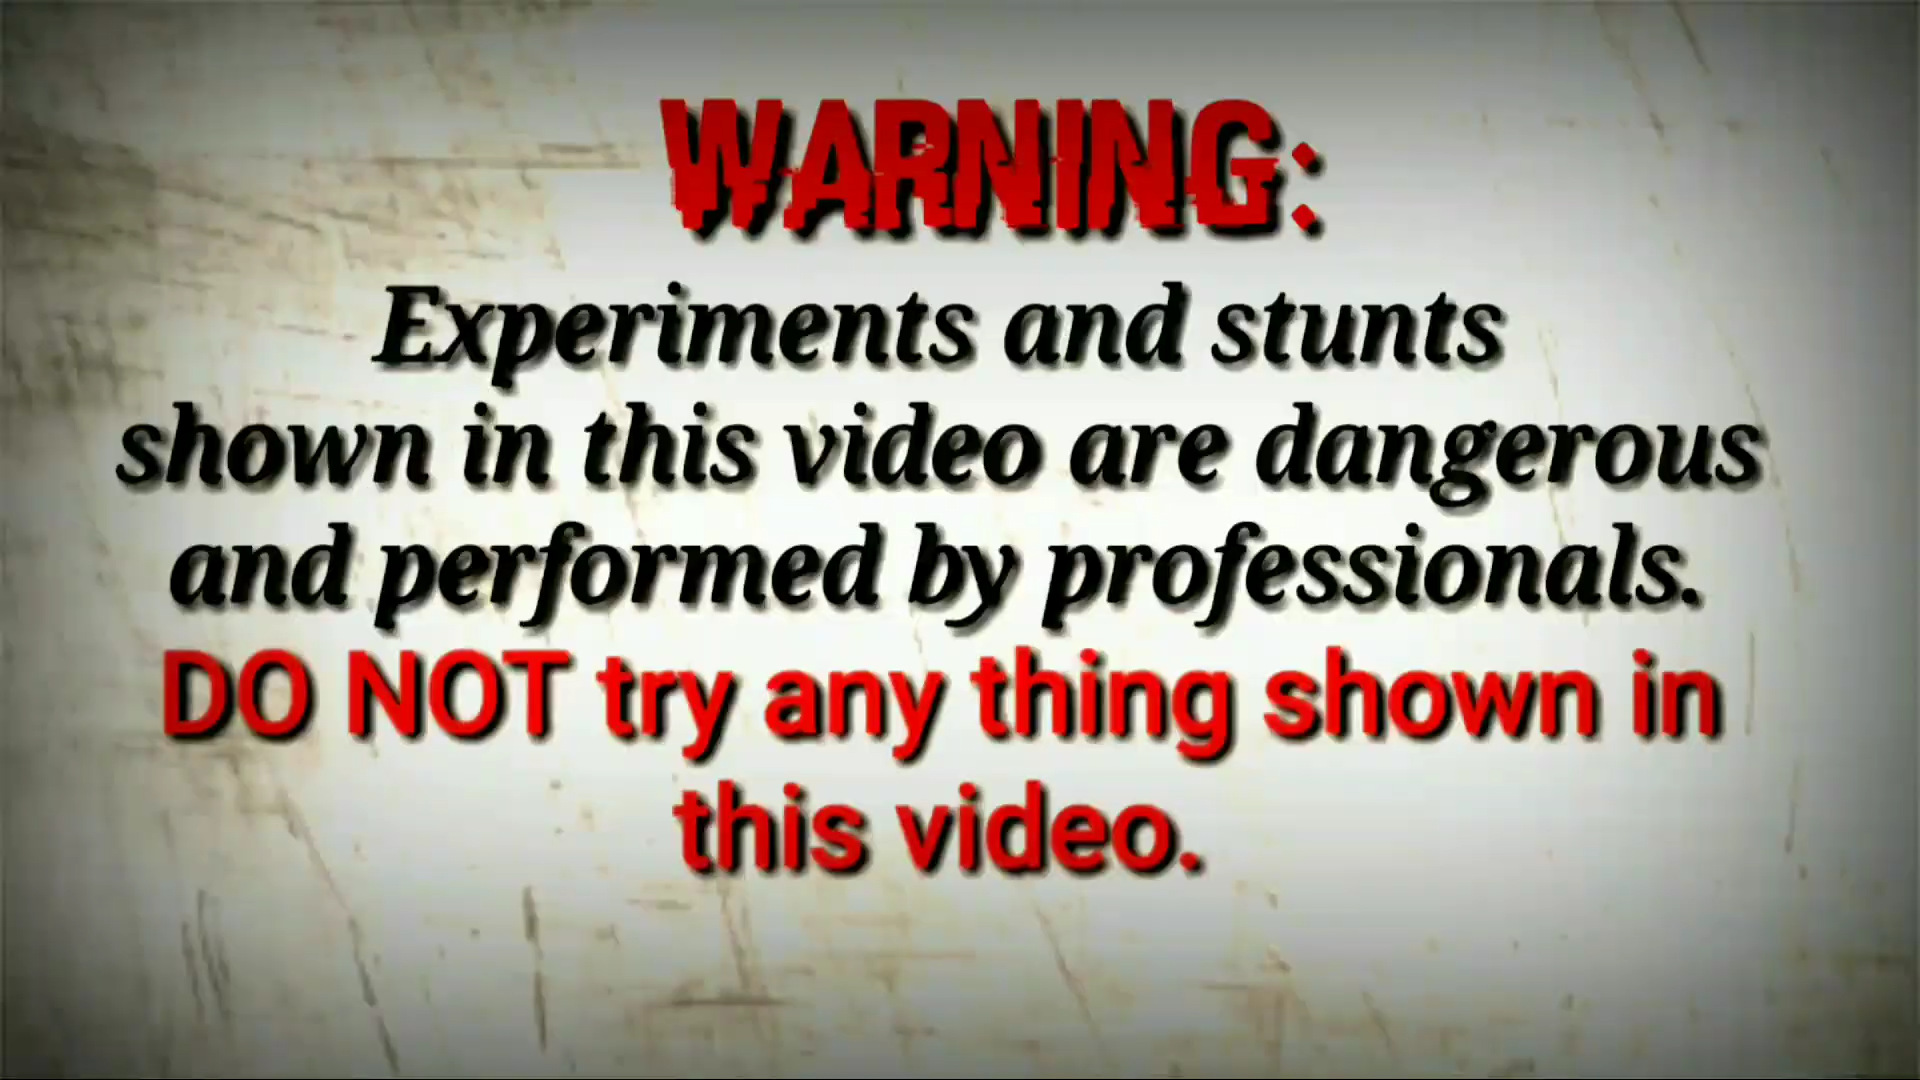 WARNING:
Experiments and stunts
shown in this video are dangerous
and performed by professionals.
DO NOT try any thing shown in
this video.